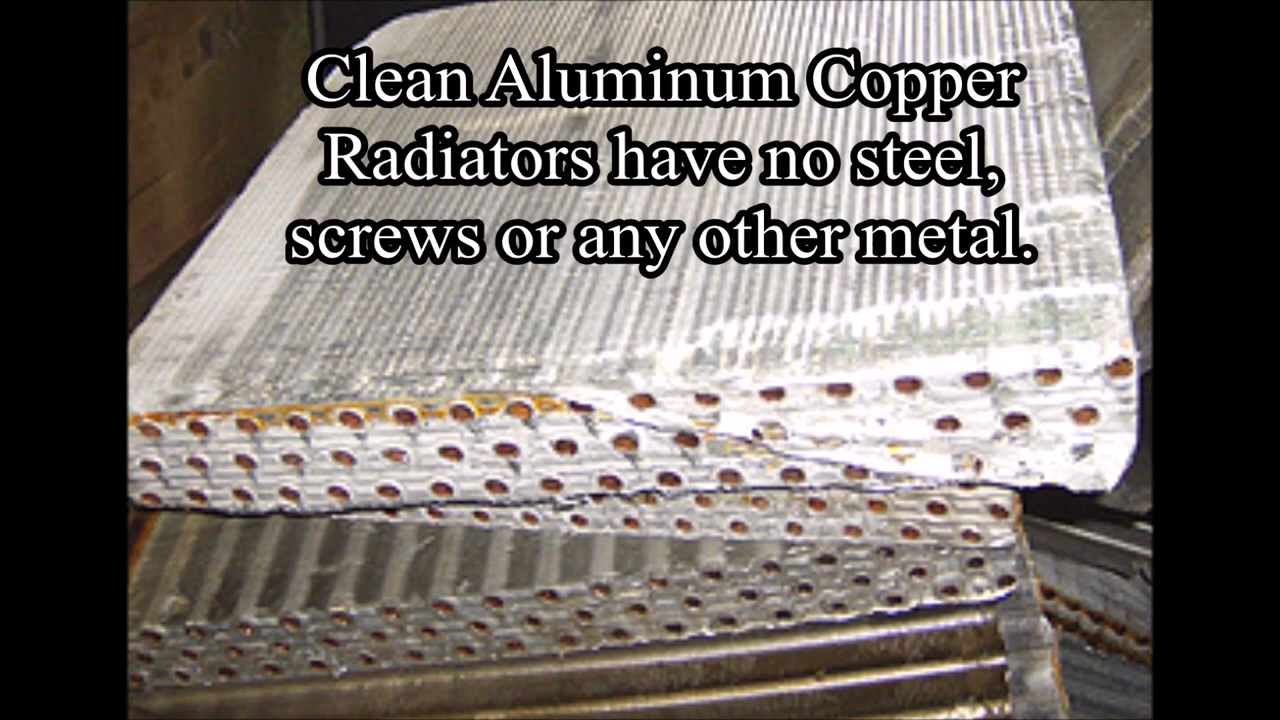 Clean Aluminum Copper
Radiators have no steel,
screws or any other metal.